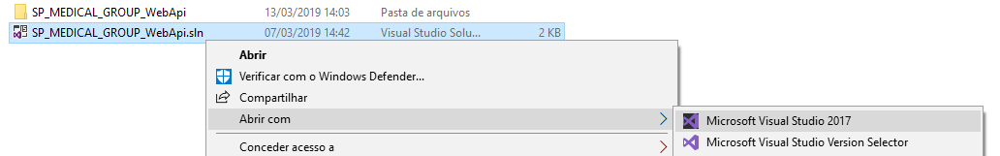 SP_MEDICAL_GROUP_WebApi 13/03/2019 14:03 Pasta de arquivos
SP_MEDICAL_GROUP_WebApi.sln 07/03/2019 14:42 Visual Studio Solu... 2 KB
Abrir
Verificar com o Windows Defender...
Compartilhar
Abrir com
Microsoft Visual Studio 2017
Microsoft Visual Studio Version Selector
Conceder acesso a